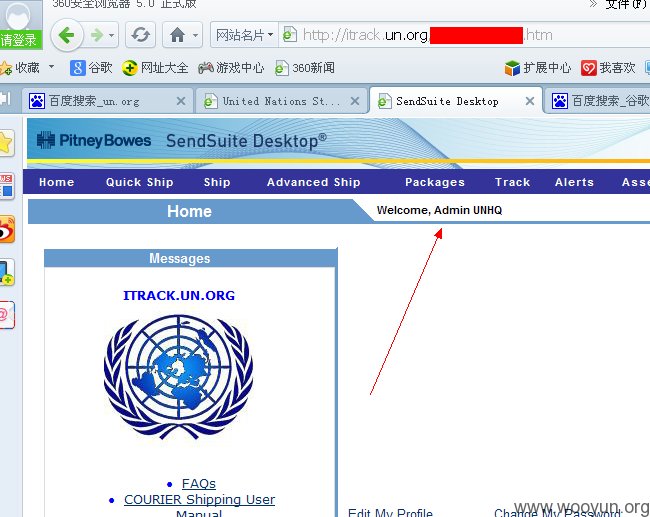 360安全浏览器 5.0 正式版
» 文件(F)
请登录
网站名片 http://itrack.un.org. .htm
收藏 谷歌 网址大全 游戏中心 360新闻 扩展中心 我喜欢
百度搜索_un.org United Nations St... SendSuite Desktop 百度搜索_谷歌
PitneyBowes SendSuite Desktop®
Home Quick Ship Ship Advanced Ship Packages Track Alerts Asse
Home Welcome, Admin UNHQ
Messages
ITRACK.UN.ORG
FAQs
COURIER Shipping User
Manual
Edit My Profile Change My Password
www.wooyun.org